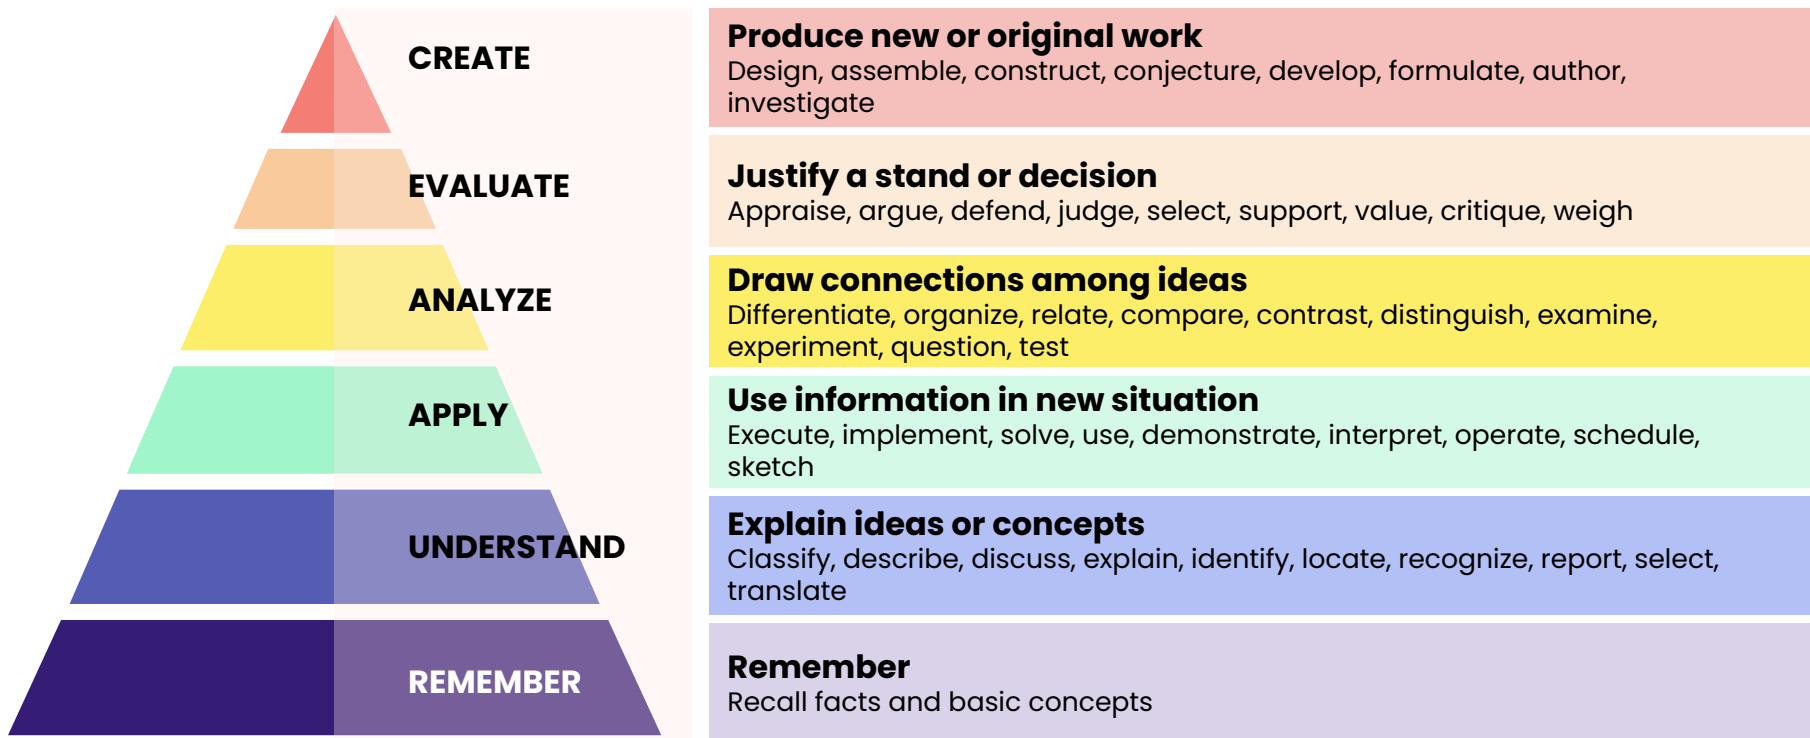 CREATE
Produce new or original work
Design, assemble, construct, conjecture, develop, formulate, author,
investigate
EVALUATE
Justify a stand or decision
Appraise, argue, defend, judge, select, support, value, critique, weigh
ANALYZE
Draw connections among ideas
Differentiate, organize, relate, compare, contrast, distinguish, examine,
experiment, question, test
APPLY
Use information in new situation
Execute, implement, solve, use, demonstrate, interpret, operate, schedule,
sketch
UNDERSTAND
Explain ideas or concepts
Classify, describe, discuss, explain, identify, locate, recognize, report, select,
translate
REMEMBER
Remember
Recall facts and basic concepts